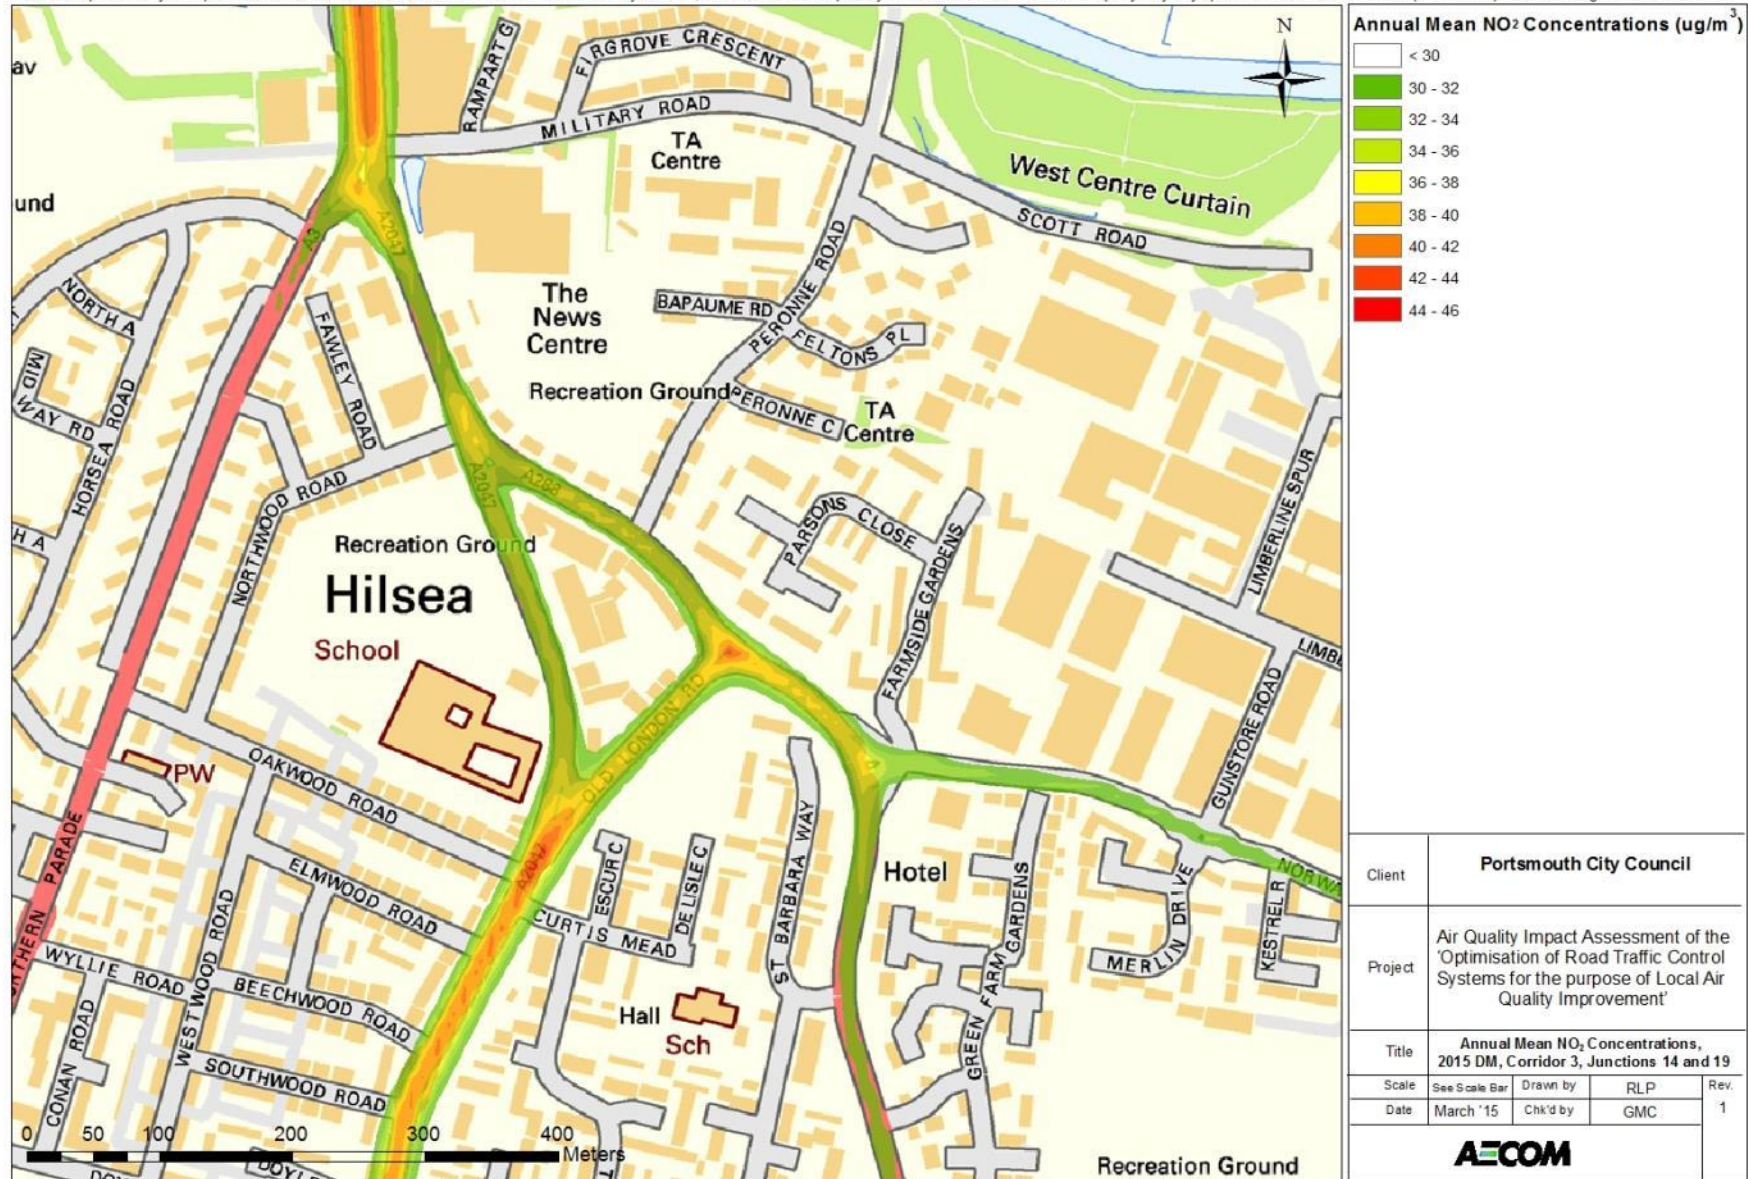 Annual Mean NO2 Concentrations (ug/m3)
< 30
30 - 32
32 - 34
34 - 36
36 - 38
38 - 40
40 - 42
42 - 44
44 - 46
N
RAMPART G
FIRGROVE CRESCENT
MILITARY ROAD
TA
Centre
West Centre Curtain
SCOTT ROAD
av
und
A3
A2047
NORTH A
MID
WAY RD
HORSEA ROAD
H A
FAWLEY ROAD
The
News
Centre
BAPAUME RD
PERONNE ROAD
FELTONS PL
Recreation Ground
PERONNE C
TA
Centre
A2047
A288
NORTHWOOD ROAD
Recreation Ground
Hilsea
School
PARSONS CLOSE
FARMSIDE GARDENS
LIMBERLINE SPUR
LIMBE
GUNSTORE ROAD
OLD LONDON RD
PW
OAKWOOD ROAD
PARADE
ELMWOOD ROAD
A2047
ESCUR C
DE LISLE C
CURTIS MEAD
ST BARBARA WAY
Hotel
GREEN FARM GARDENS
MERLIN DRIVE
KESTREL R
NORWA
WYLLIE ROAD
WESTWOOD ROAD
BEECHWOOD ROAD
CONAN ROAD
SOUTHWOOD ROAD
Hall
Sch
DOYLE
Recreation Ground
0 50 100 200 300 400
Meters
Client
Portsmouth City Council
Project
Air Quality Impact Assessment of the
'Optimisation of Road Traffic Control
Systems for the purpose of Local Air
Quality Improvement'
Title
Annual Mean NO2 Concentrations,
2015 DM, Corridor 3, Junctions 14 and 19
Scale See Scale Bar Drawn by RLP Rev.
Date March '15 Chk'd by GMC 1
AECOM